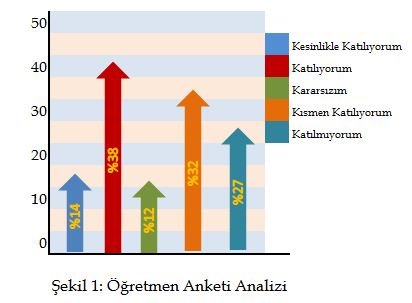 50
40
30
20
10
0
%14
%38
%12
%32
%27
Kesinlikle Katılıyorum
Katılıyorum
Kararsızım
Kısmen Katılıyorum
Katılmıyorum
Şekil 1: Öğretmen Anketi Analizi